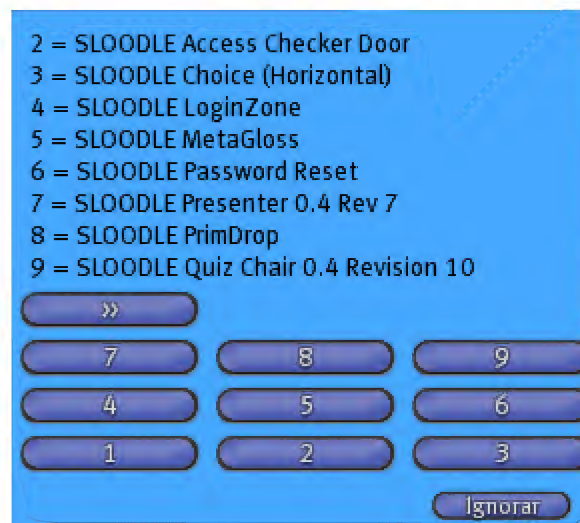 2 = SLOODLE Access Checker Door
3 = SLOODLE Choice (Horizontal)
4 = SLOODLE LoginZone
5 = SLOODLE MetaGloss
6 = SLOODLE Password Reset
7 = SLOODLE Presenter 0.4 Rev 7
8 = SLOODLE PrimDrop
9 = SLOODLE Quiz Chair 0.4 Revision 10
»
7 8 9
4 5 6
1 2 3
Ignorar